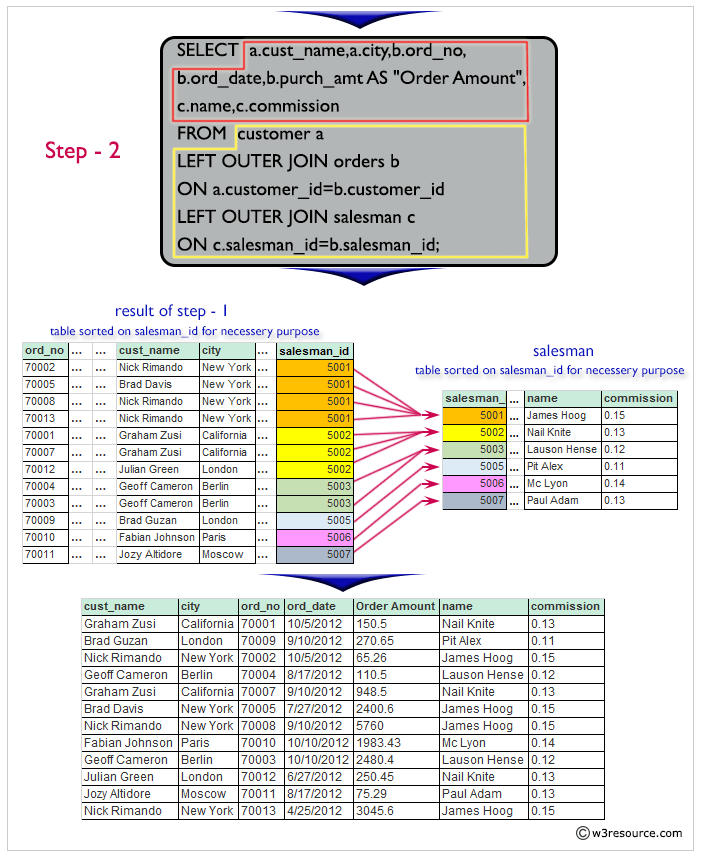 SELECT a.cust_name,a.city,b.ord_no,
b.ord_date,b.purch_amt AS "Order Amount",
c.name,c.commission
FROM customer a
LEFT OUTER JOIN orders b
ON a.customer_id=b.customer_id
LEFT OUTER JOIN salesman c
ON c.salesman_id=b.salesman_id;
Step - 2
result of step - 1
table sorted on salesman_id for necessery purpose
ord_no ... ... cust_name city ... salesman_id
70002 ... ... Nick Rimando New York ... 5001
70005 ... ... Brad Davis New York ... 5001
70008 ... ... Nick Rimando New York ... 5001
70013 ... ... Nick Rimando New York ... 5001
70001 ... ... Graham Zusi California ... 5002
70007 ... ... Graham Zusi California ... 5002
70012 ... ... Julian Green London ... 5002
70004 ... ... Geoff Cameron Berlin ... 5003
70003 ... ... Geoff Cameron Berlin ... 5003
70009 ... ... Brad Guzan London ... 5005
70010 ... ... Fabian Johnson Paris ... 5006
70011 ... ... Jozy Altidore Moscow ... 5007
salesman
table sorted on salesman_id for necessery purpose
salesman_ ... name commission
5001 ... James Hoog 0.15
5002 ... Nail Knite 0.13
5003 ... Lauson Hense 0.12
5005 ... Pit Alex 0.11
5006 ... Mc Lyon 0.14
5007 ... Paul Adam 0.13
cust_name city ord_no ord_date Order Amount name commission
Graham Zusi California 70001 10/5/2012 150.5 Nail Knite 0.13
Brad Guzan London 70009 9/10/2012 270.65 Pit Alex 0.11
Nick Rimando New York 70002 10/5/2012 65.26 James Hoog 0.15
Geoff Cameron Berlin 70004 8/17/2012 110.5 Lauson Hense 0.12
Graham Zusi California 70007 9/10/2012 948.5 Nail Knite 0.13
Brad Davis New York 70005 7/27/2012 2400.6 James Hoog 0.15
Nick Rimando New York 70008 9/10/2012 5760 James Hoog 0.15
Fabian Johnson Paris 70010 10/10/2012 1983.43 Mc Lyon 0.14
Geoff Cameron Berlin 70003 10/10/2012 2480.4 Lauson Hense 0.12
Julian Green London 70012 6/27/2012 250.45 Nail Knite 0.13
Jozy Altidore Moscow 70011 8/17/2012 75.29 Paul Adam 0.13
Nick Rimando New York 70013 4/25/2012 3045.6 James Hoog 0.15
© w3resource.com